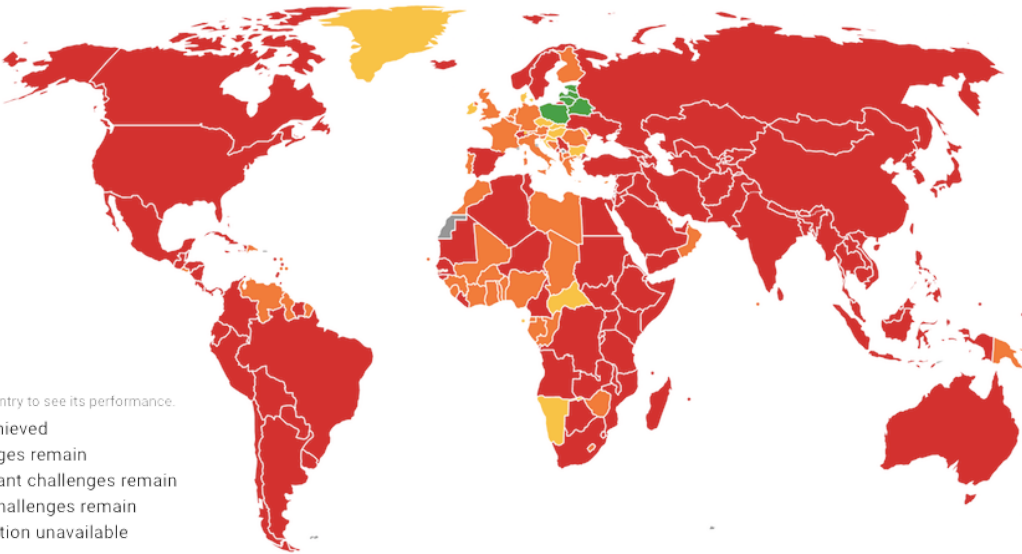 ntry to see its performance.
hieved
ges remain
ant challenges remain
hallenges remain
tion unavailable